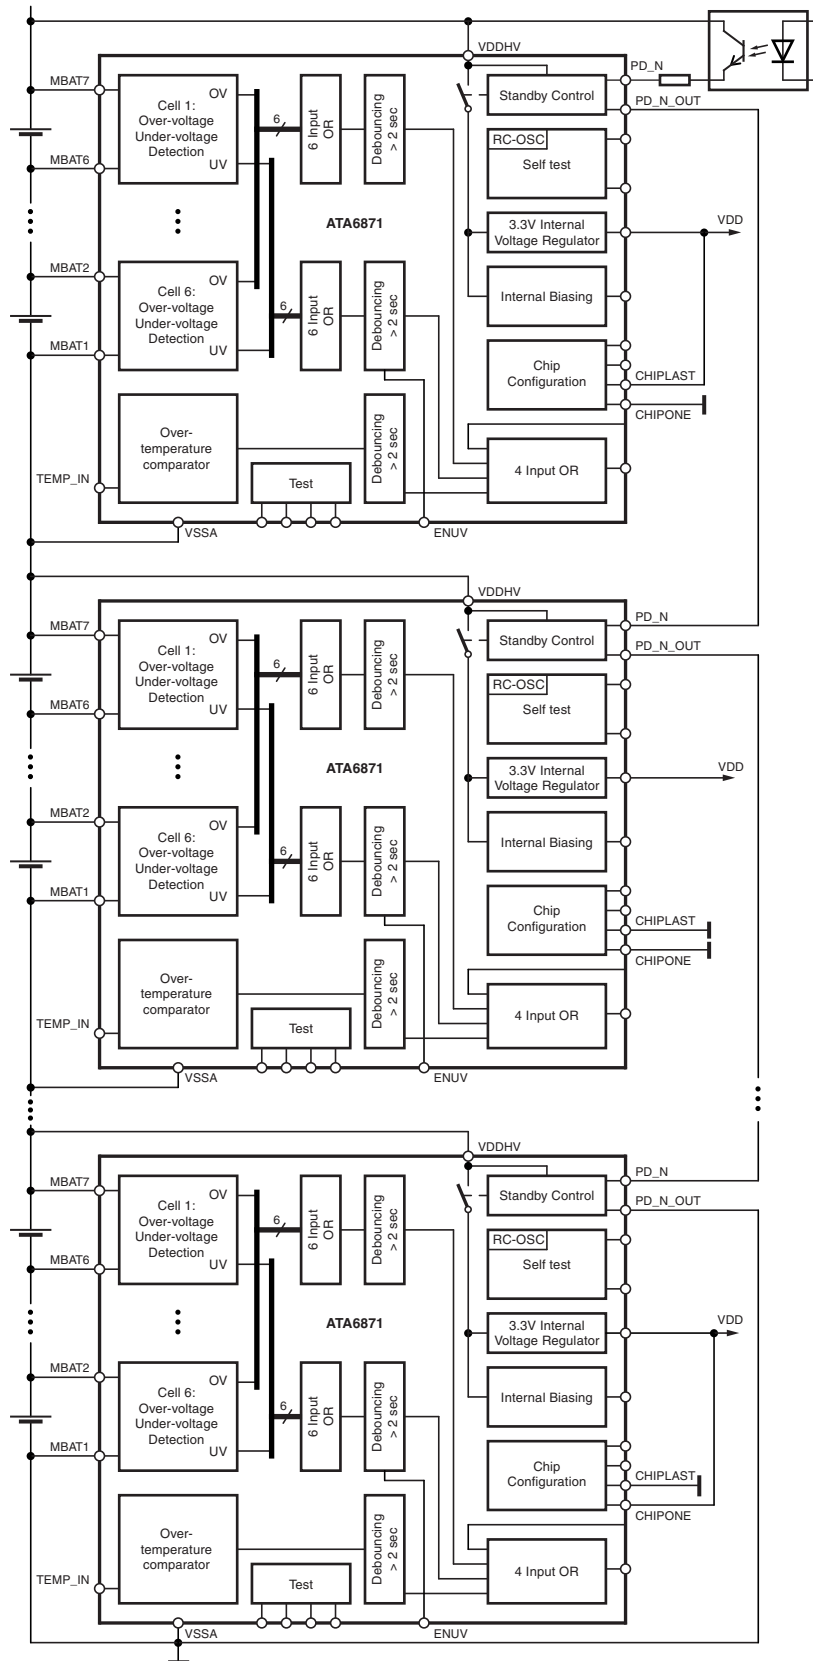 VDDHV
PD_N
MBAT7
Cell 1:
Over-voltage
Under-voltage
Detection
OV
UV
6
6 Input
OR
Debouncing
> 2 sec
Standby Control
PD_N_OUT
RC-OSC
Self test
MBAT6
ATA6871
3.3V Internal
Voltage Regulator
VDD
MBAT2
Cell 6:
Over-voltage
Under-voltage
Detection
OV
UV
6
6 Input
OR
Debouncing
> 2 sec
Internal Biasing
MBAT1
Chip
Configuration
CHIPLAST
CHIPONE
Over-
temperature
comparator
Debouncing
> 2 sec
4 Input OR
TEMP_IN
Test
VSSA
ENUV
VDDHV
PD_N
MBAT7
Cell 1:
Over-voltage
Under-voltage
Detection
OV
UV
6
6 Input
OR
Debouncing
> 2 sec
Standby Control
PD_N_OUT
RC-OSC
Self test
MBAT6
ATA6871
3.3V Internal
Voltage Regulator
VDD
MBAT2
Cell 6:
Over-voltage
Under-voltage
Detection
OV
UV
6
6 Input
OR
Debouncing
> 2 sec
Internal Biasing
MBAT1
Chip
Configuration
CHIPLAST
CHIPONE
Over-
temperature
comparator
Debouncing
> 2 sec
4 Input OR
TEMP_IN
Test
VSSA
ENUV
VDDHV
PD_N
MBAT7
Cell 1:
Over-voltage
Under-voltage
Detection
OV
UV
6
6 Input
OR
Debouncing
> 2 sec
Standby Control
PD_N_OUT
RC-OSC
Self test
MBAT6
ATA6871
3.3V Internal
Voltage Regulator
VDD
MBAT2
Cell 6:
Over-voltage
Under-voltage
Detection
OV
UV
6
6 Input
OR
Debouncing
> 2 sec
Internal Biasing
MBAT1
Chip
Configuration
CHIPLAST
CHIPONE
Over-
temperature
comparator
Debouncing
> 2 sec
4 Input OR
TEMP_IN
Test
VSSA
ENUV